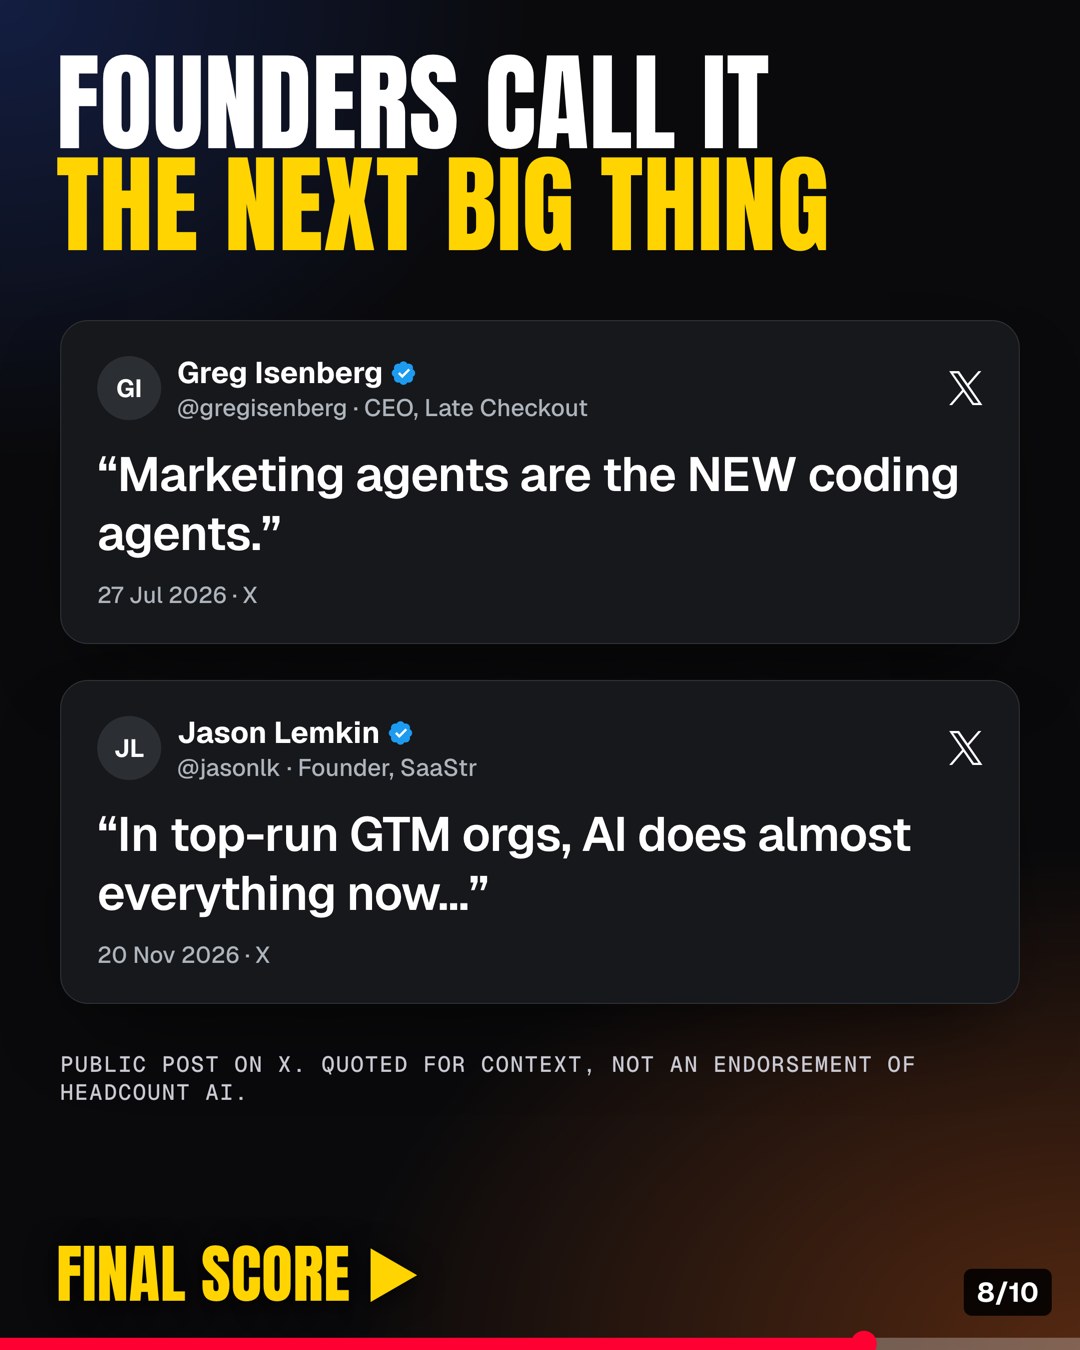 FOUNDERS CALL IT
THE NEXT BIG THING
GI
Greg Isenberg
@gregisenberg · CEO, Late Checkout
“Marketing agents are the NEW coding
agents.”
27 Jul 2026 · X
JL
Jason Lemkin
@jasonlk · Founder, SaaStr
“In top-run GTM orgs, AI does almost
everything now...”
20 Nov 2026 · X
PUBLIC POST ON X. QUOTED FOR CONTEXT, NOT AN ENDORSEMENT OF
HEADCOUNT AI.
FINAL SCORE ▶
8/10